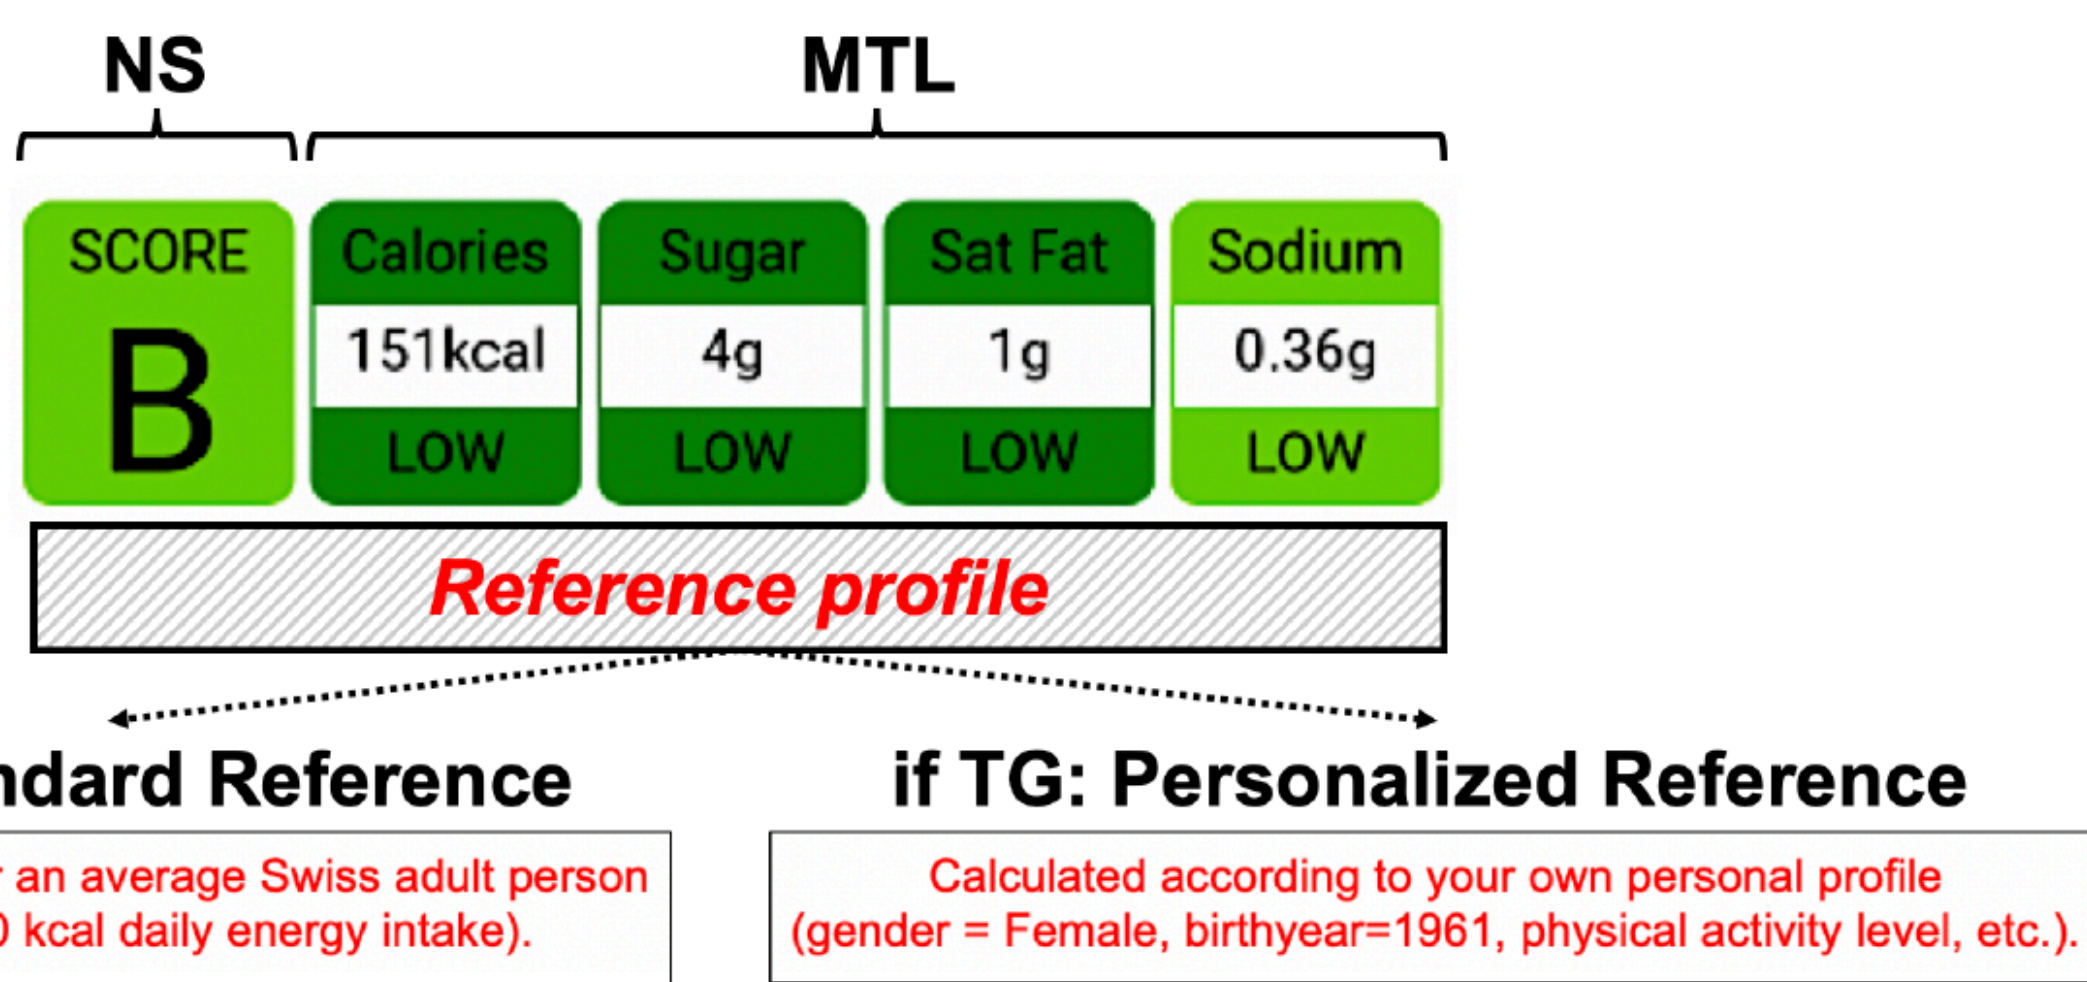 NS
MTL
SCORE
B
Calories
151kcal
LOW
Sugar
4g
LOW
Sat Fat
1g
LOW
Sodium
0.36g
LOW
Reference profile
Reference
an average Swiss adult person
kcal daily energy intake).
if TG: Personalized Reference
Calculated according to your own personal profile
(gender = Female, birthyear=1961, physical activity level, etc.).